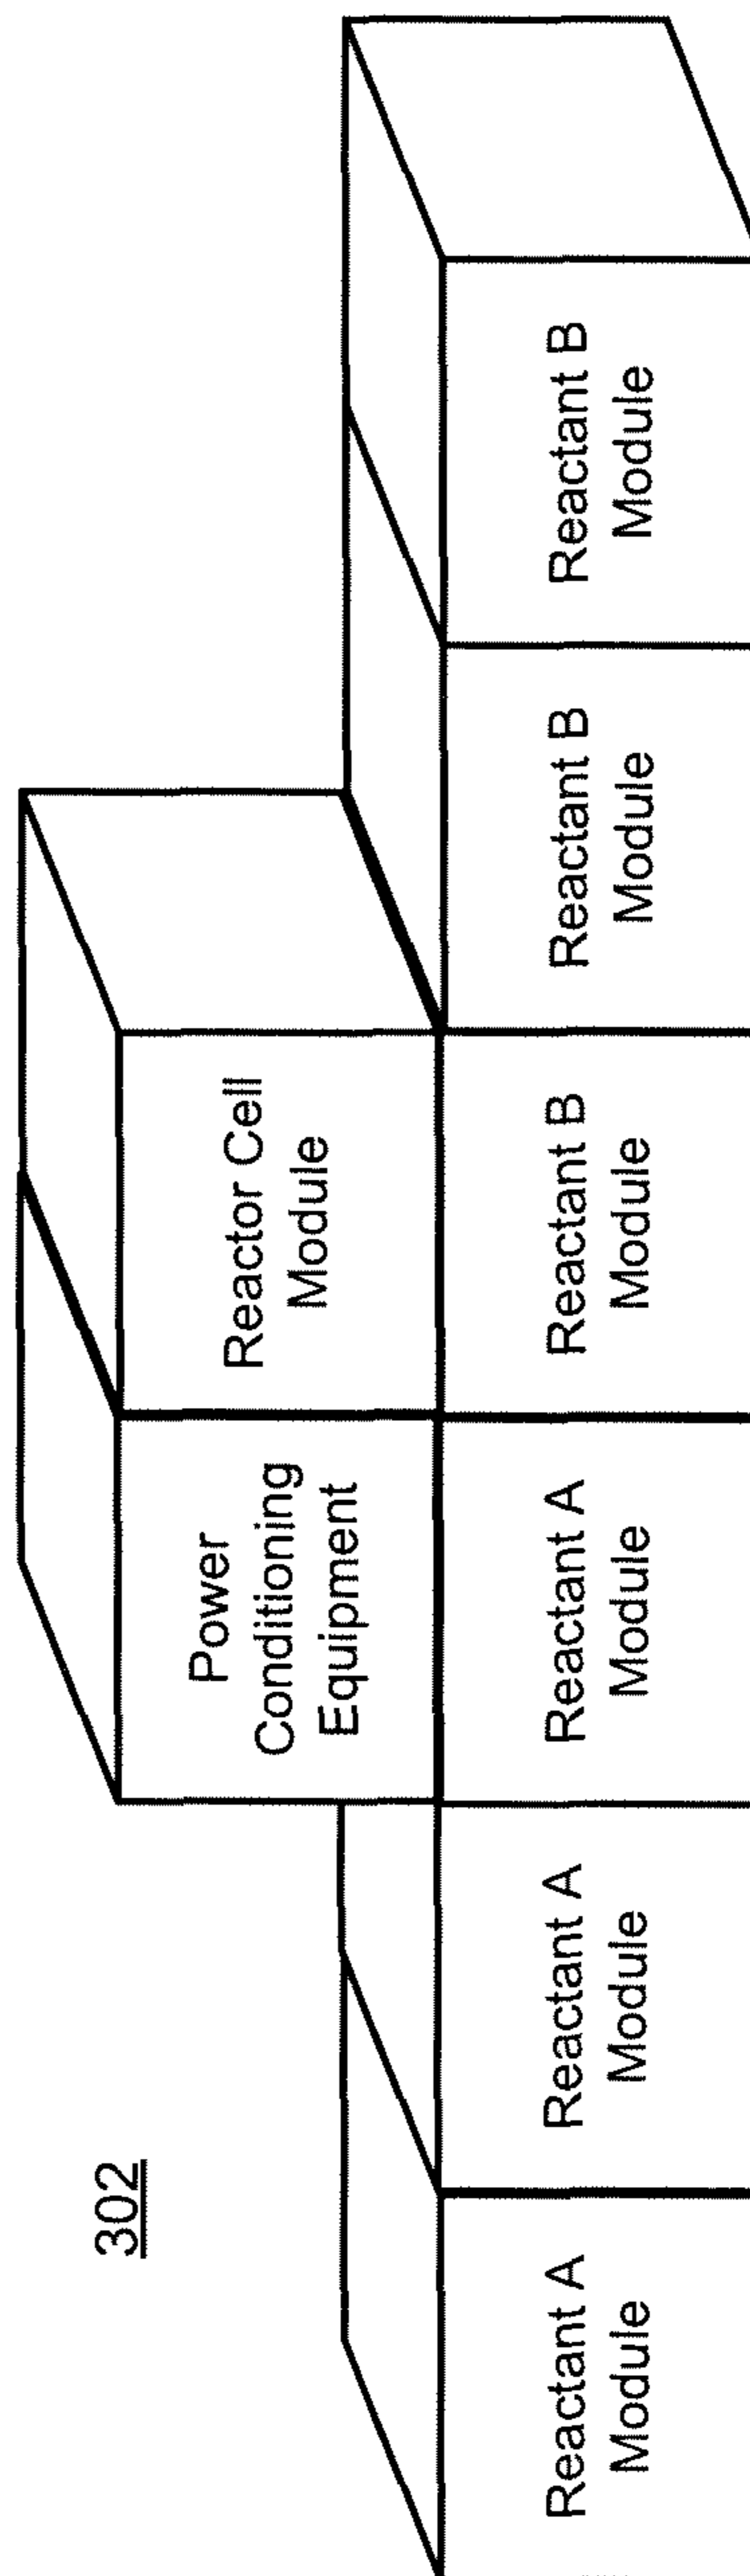 302
Power
Conditioning
Equipment
Reactor Cell
Module
Reactant A
Module
Reactant A
Module
Reactant A
Module
Reactant B
Module
Reactant B
Module
Reactant B
Module